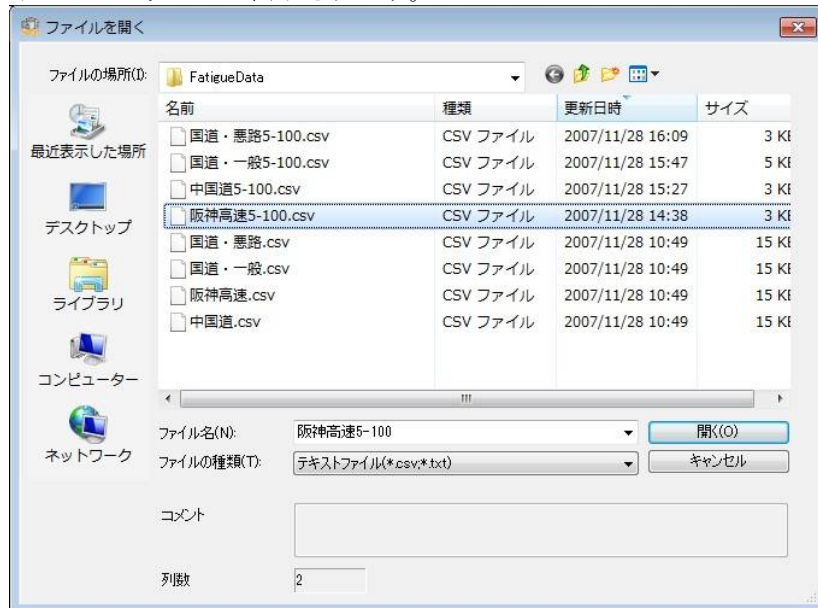 ファイルを開く
ファイルの場所(I):
FatigueData
名前 種類 更新日時 サイズ
国道・悪路5-100.csv CSV ファイル 2007/11/28 16:09 3 KE
国道・一般5-100.csv CSV ファイル 2007/11/28 15:47 5 KE
中国道5-100.csv CSV ファイル 2007/11/28 15:27 3 KE
阪神高速5-100.csv CSV ファイル 2007/11/28 14:38 3 KE
国道・悪路.csv CSV ファイル 2007/11/28 10:49 15 KE
国道・一般.csv CSV ファイル 2007/11/28 10:49 15 KE
阪神高速.csv CSV ファイル 2007/11/28 10:49 15 KE
中国道.csv CSV ファイル 2007/11/28 10:49 15 KE
最近表示した場所
デスクトップ
ライブラリ
コンピューター
ネットワーク
ファイル名(N): 阪神高速5-100 開く(O)
ファイルの種類(T): テキストファイル(*.csv;*.txt) キャンセル
コメント
列数 2